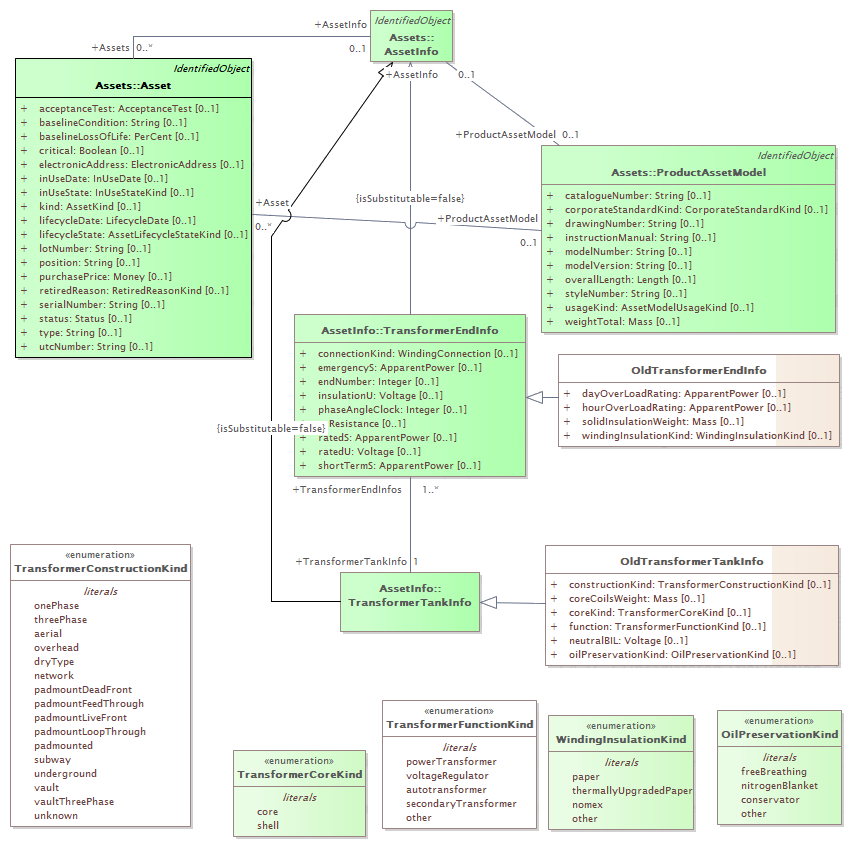 IdentifiedObject
Assets::
AssetInfo
+AssetInfo
0..1
+Assets
0..*
+AssetInfo
0..1
IdentifiedObject
Assets::Asset
+ acceptanceTest: AcceptanceTest [0..1]
+ baselineCondition: String [0..1]
+ baselineLossOfLife: PerCent [0..1]
+ critical: Boolean [0..1]
+ electronicAddress: ElectronicAddress [0..1]
+ inUseDate: InUseDate [0..1]
+ inUseState: InUseStateKind [0..1]
+ kind: AssetKind [0..1]
+ lifecycleDate: LifecycleDate [0..1]
+ lifecycleState: AssetLifecycleStateKind [0..1]
+ lotNumber: String [0..1]
+ position: String [0..1]
+ purchasePrice: Money [0..1]
+ retiredReason: RetiredReasonKind [0..1]
+ serialNumber: String [0..1]
+ status: Status [0..1]
+ type: String [0..1]
+ utcNumber: String [0..1]
+ProductAssetModel 0..1
IdentifiedObject
Assets::ProductAssetModel
+ catalogueNumber: String [0..1]
+ corporateStandardKind: CorporateStandardKind [0..1]
+ drawingNumber: String [0..1]
+ instructionManual: String [0..1]
+ modelNumber: String [0..1]
+ modelVersion: String [0..1]
+ overallLength: Length [0..1]
+ styleNumber: String [0..1]
+ usageKind: AssetModelUsageKind [0..1]
+ weightTotal: Mass [0..1]
+Asset
0..*
{isSubstitutable=false}
+ProductAssetModel
0..1
AssetInfo::TransformerEndInfo
+ connectionKind: WindingConnection [0..1]
+ emergencyS: ApparentPower [0..1]
+ endNumber: Integer [0..1]
+ insulationU: Voltage [0..1]
+ phaseAngleClock: Integer [0..1]
Resistance [0..1]
+ ratedS: ApparentPower [0..1]
+ ratedU: Voltage [0..1]
+ shortTermS: ApparentPower [0..1]
{isSubstitutable=false}
OldTransformerEndInfo
+ dayOverLoadRating: ApparentPower [0..1]
+ hourOverLoadRating: ApparentPower [0..1]
+ solidInsulationWeight: Mass [0..1]
+ windingInsulationKind: WindingInsulationKind [0..1]
+TransformerEndInfos 1..*
+TransformerTankInfo 1
AssetInfo::
TransformerTankInfo
OldTransformerTankInfo
+ constructionKind: TransformerConstructionKind [0..1]
+ coreCoilsWeight: Mass [0..1]
+ coreKind: TransformerCoreKind [0..1]
+ function: TransformerFunctionKind [0..1]
+ neutralBIL: Voltage [0..1]
+ oilPreservationKind: OilPreservationKind [0..1]
«enumeration»
TransformerConstructionKind
literals
onePhase
threePhase
aerial
overhead
dryType
network
padmountDeadFront
padmountFeedThrough
padmountLiveFront
padmountLoopThrough
padmounted
subway
underground
vault
vaultThreePhase
unknown
«enumeration»
TransformerCoreKind
literals
core
shell
«enumeration»
TransformerFunctionKind
literals
powerTransformer
voltageRegulator
autotransformer
secondaryTransformer
other
«enumeration»
WindingInsulationKind
literals
paper
thermallyUpgradedPaper
nomex
other
«enumeration»
OilPreservationKind
literals
freeBreathing
nitrogenBlanket
conservator
other